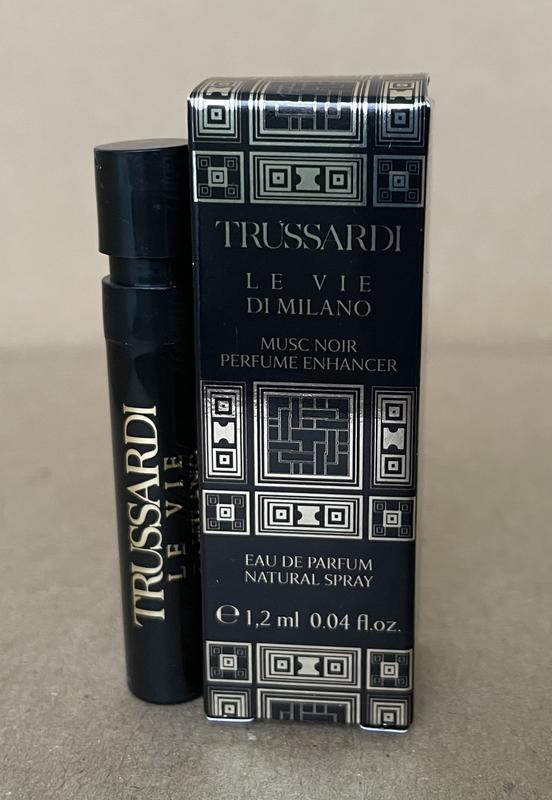 TRUSSARDI
LE VIE
TRUSSARDI
LE VIE
DI MILANO
MUSC NOIR
PERFUME ENHANCER
EAU DE PARFUM
NATURAL SPRAY
℮ 1,2 ml 0.04 fl.oz.